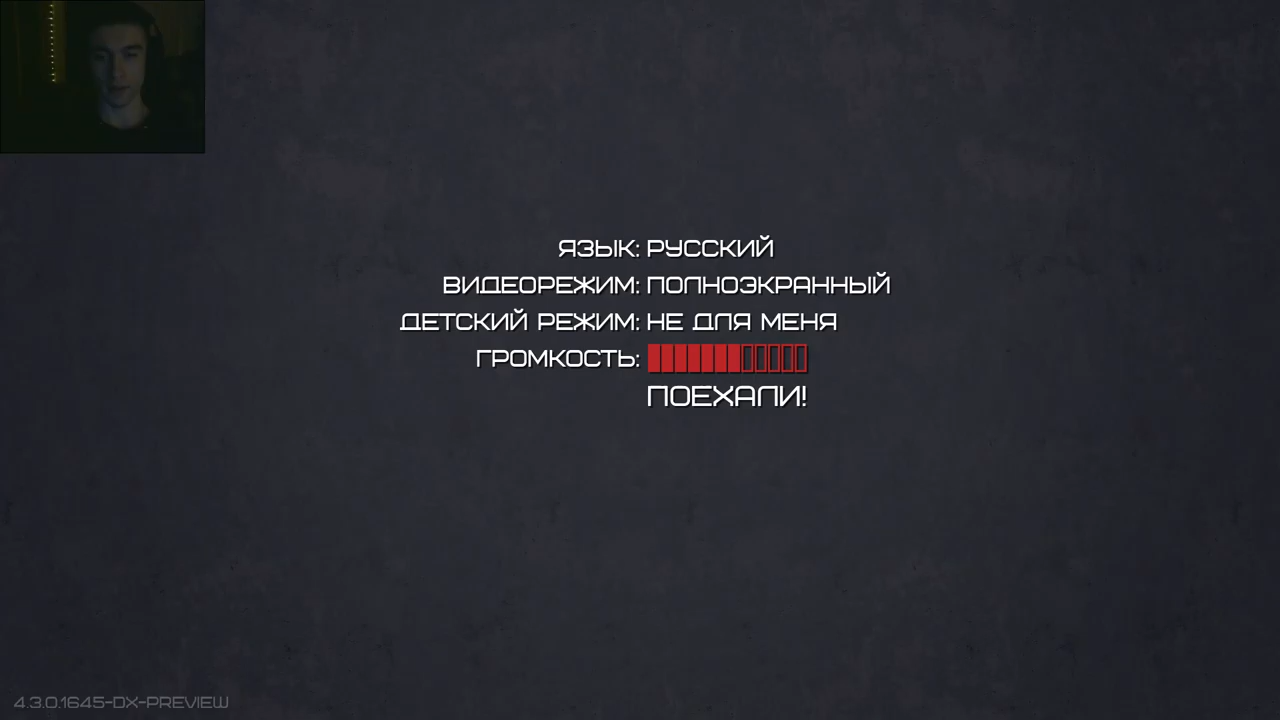 ЯЗЫК: РУССКИЙ
ВИДЕОРЕЖИМ: ПОЛНОЭКРАННЫЙ
ДЕТСКИЙ РЕЖИМ: НЕ ДЛЯ МЕНЯ
ГРОМКОСТЬ:
ПОЕХАЛИ!
4.3.0.1645-DX-PREVIEW